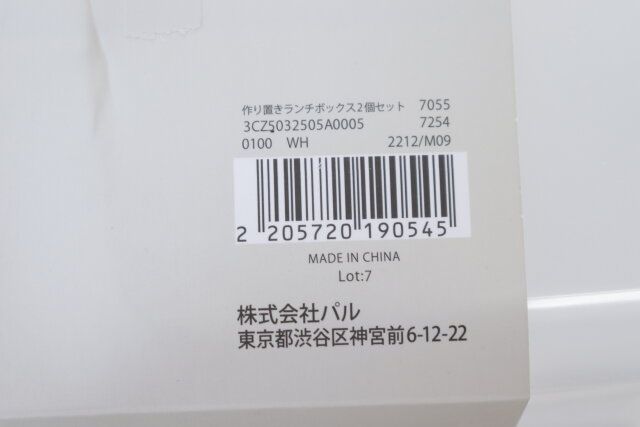 作り置きランチボックス2個セット 7055
3CZ5032505A0005 7254
0100 WH 2212/M09
2 205720 190545
MADE IN CHINA
Lot:7
株式会社パル
東京都渋谷区神宮前6-12-22